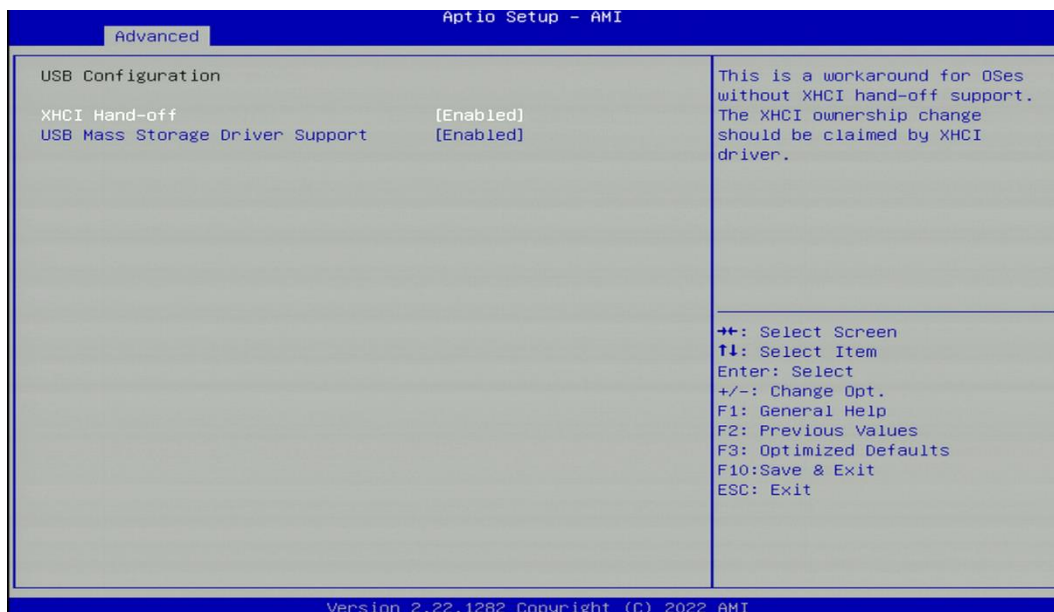 Aptio Setup – AMI
Advanced
USB Configuration
XHCI Hand-off [Enabled]
USB Mass Storage Driver Support [Enabled]
This is a workaround for OSes
without XHCI hand-off support.
The XHCI ownership change
should be claimed by XHCI
driver.
→←: Select Screen
↑↓: Select Item
Enter: Select
+/-: Change Opt.
F1: General Help
F2: Previous Values
F3: Optimized Defaults
F10:Save & Exit
ESC: Exit
Version 2.22.1282 Copyright (C) 2022 AMI